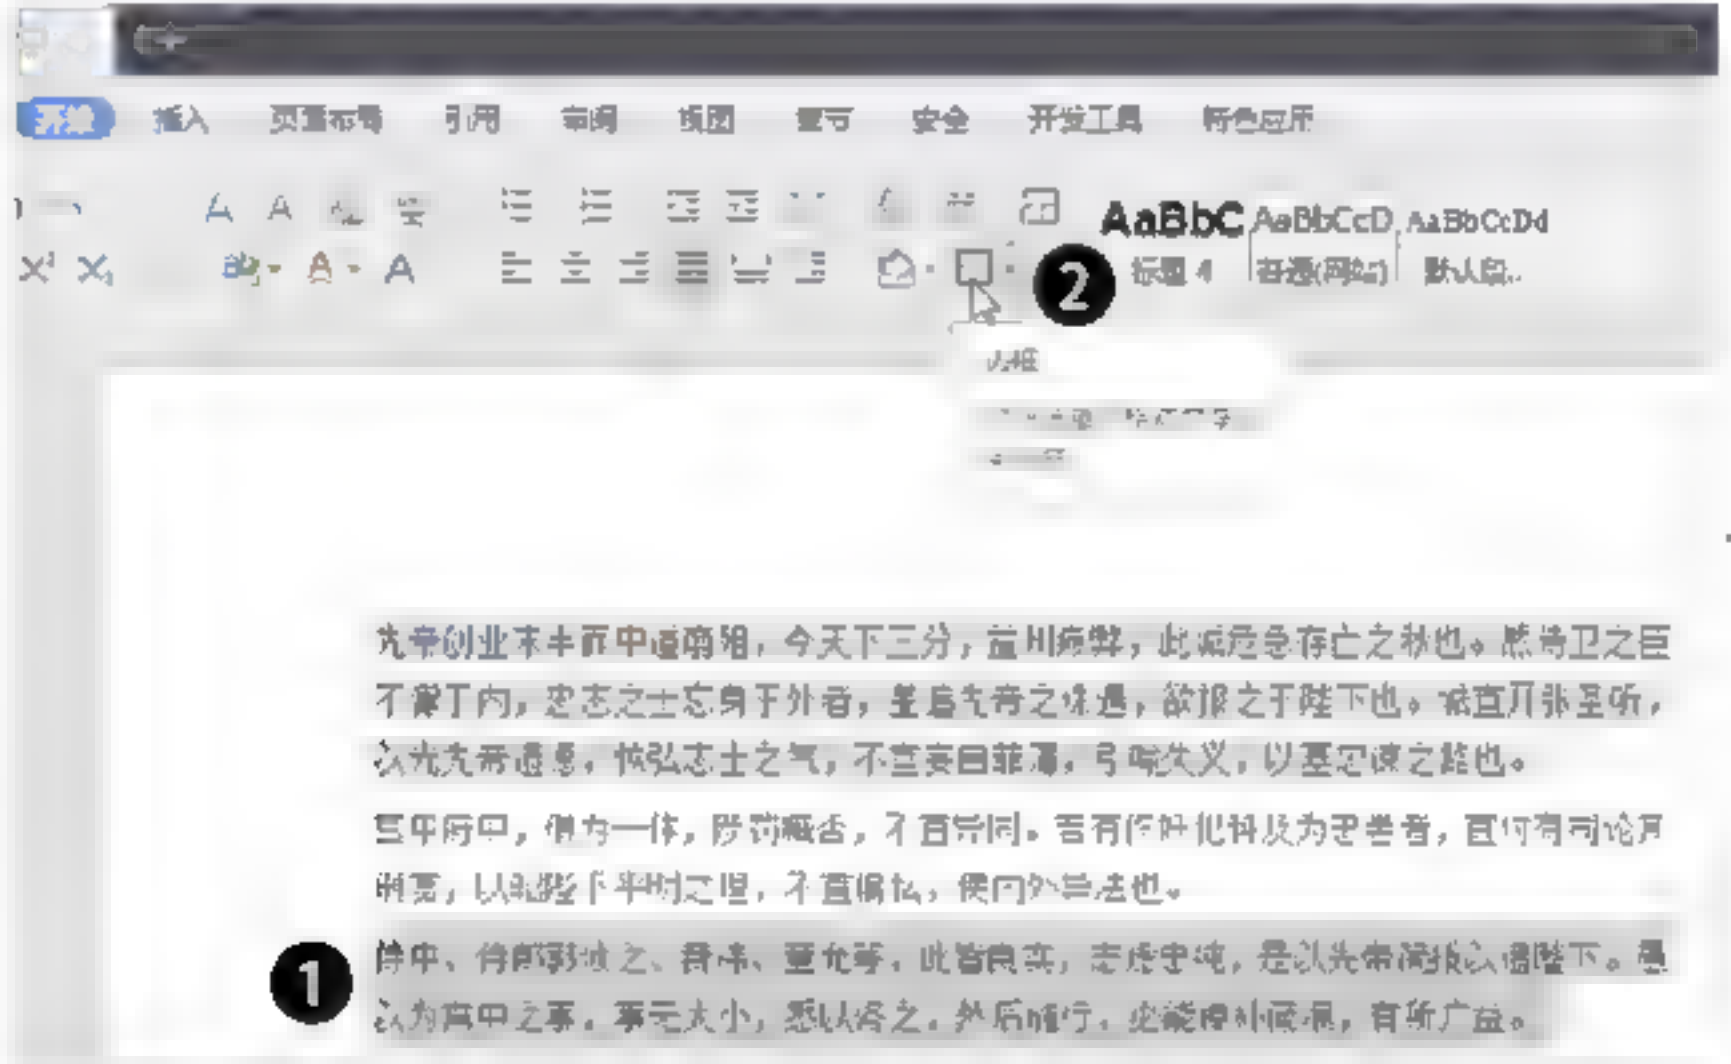 开始 插入 页面布局 引用 审阅 视图 章节 安全 开发工具 特色应用
AaBbC AaBbCcD AaBbCcDd
标题 4 普通(网站) 默认段...
2
边框
先帝创业未半而中道崩殂，今天下三分，益州疲弊，此诚危急存亡之秋也。然侍卫之臣
不懈于内，忠志之士忘身于外者，盖追先帝之殊遇，欲报之于陛下也。诚宜开张圣听，
以光先帝遗德，恢弘志士之气，不宜妄自菲薄，引喻失义，以塞忠谏之路也。
宫中府中，俱为一体，陟罚臧否，不宜异同。若有作奸犯科及为忠善者，宜付有司论其
刑赏，以昭陛下平明之理，不宜偏私，使内外异法也。
1
侍中、侍郎郭攸之、费祎、董允等，此皆良实，志虑忠纯，是以先帝简拔以遗陛下。愚
以为宫中之事，事无大小，悉以咨之，然后施行，必能裨补阙漏，有所广益。